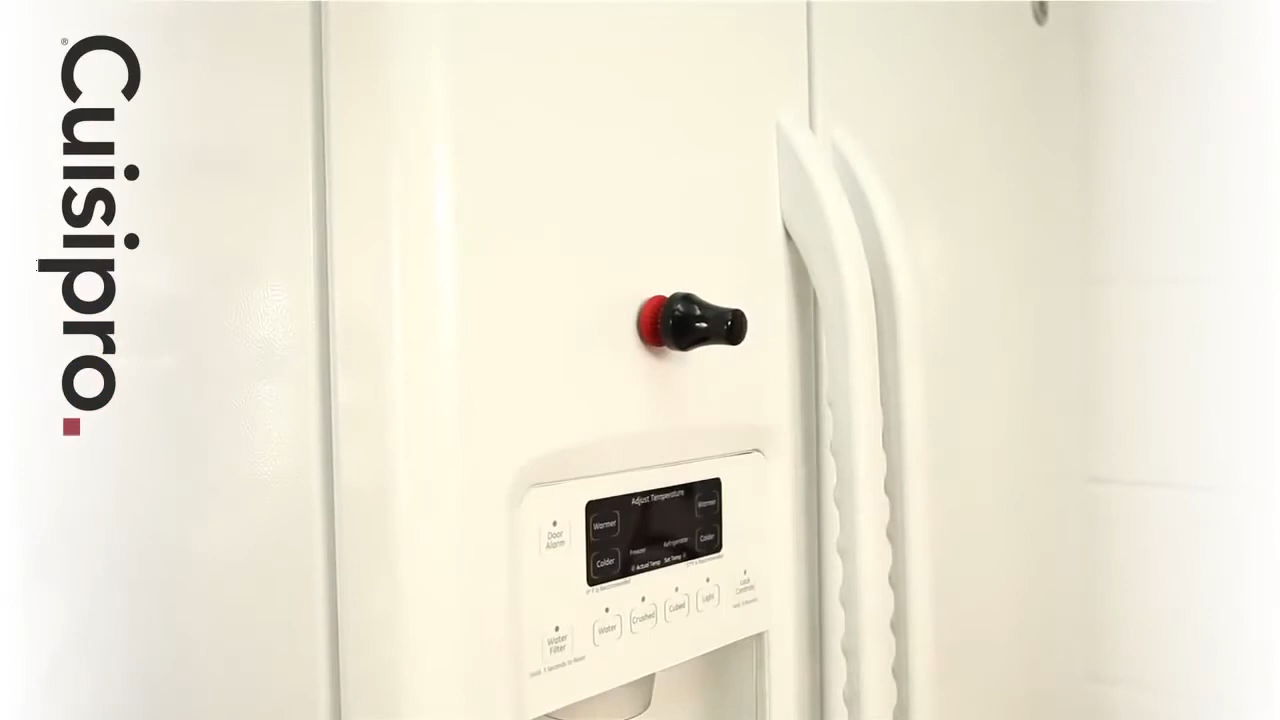 Cuisipro.
®
Adjust Temperature
Warmer
Warmer
Colder
Colder
Freezer
Refrigerator
Actual Temp
Set Temp
Door
Alarm
Water
Crushed
Cubed
Light
Lock
Controls
Water
Filter